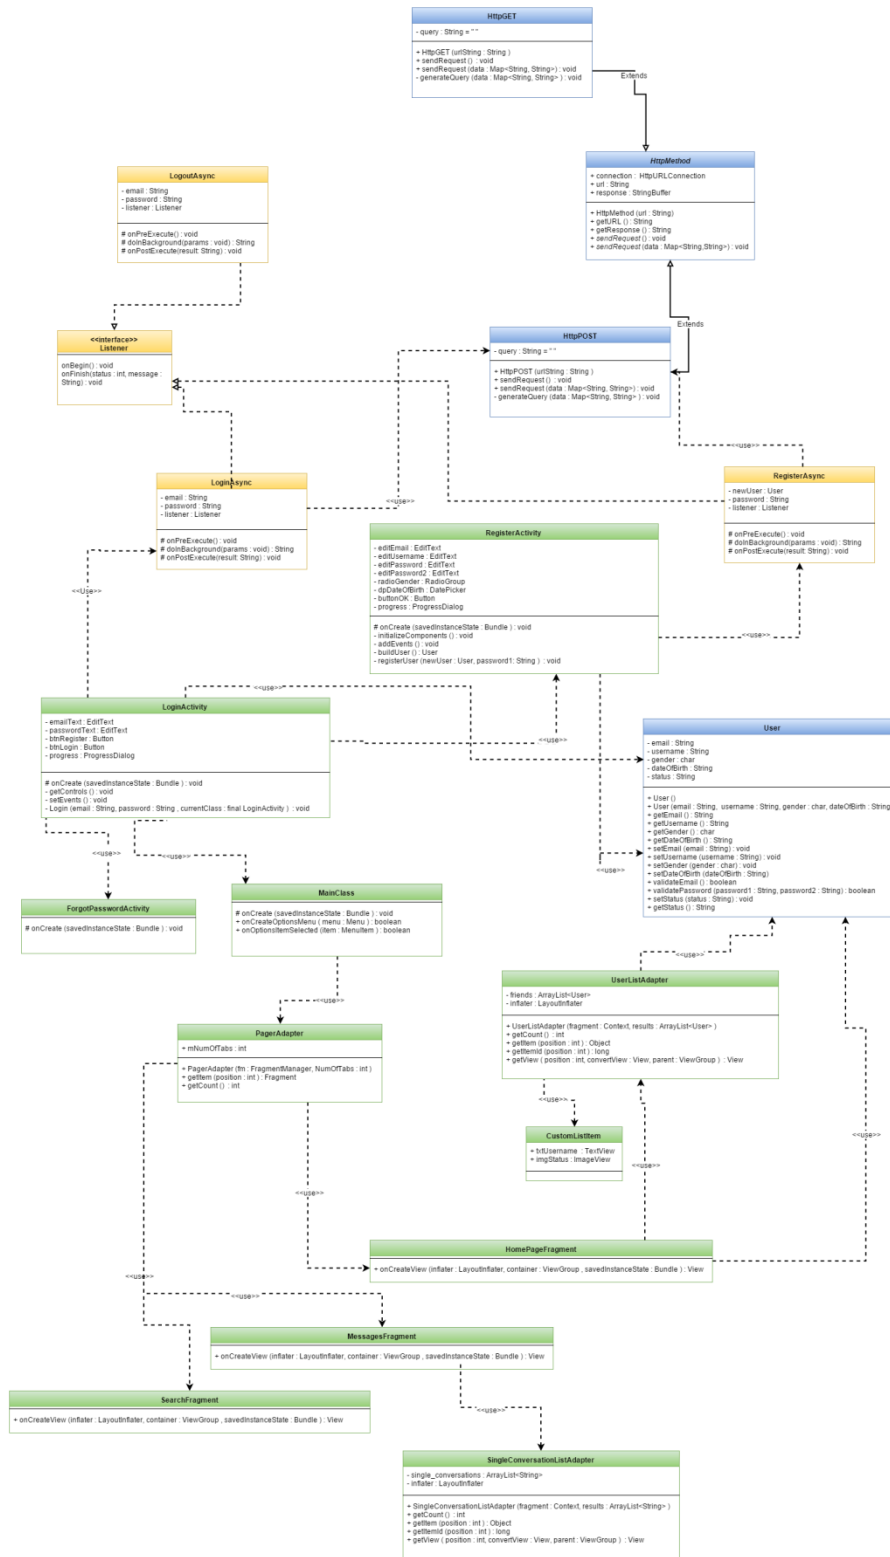 HttpGET
- query : String = " "
+ HttpGET (urlString : String )
+ sendRequest () : void
+ sendRequest (data : Map<String, String>) : void
- generateQuery (data : Map<String, String> ) : void
Extends
HttpMethod
+ connection : HttpURLConnection
+ url : String
+ response : StringBuffer
+ HttpMethod (url : String)
+ getURL () : String
+ getResponse () : String
+ sendRequest () : void
+ sendRequest (data : Map<String,String>) : void
LogoutAsync
- email : String
- password : String
- listener : Listener
# onPreExecute() : void
# doInBackground(params : void) : String
# onPostExecute(result: String) : void
Extends
<<interface>>
Listener
onBegin() : void
onFinish(status : int, message :
String) : void
HttpPOST
- query : String = " "
+ HttpPOST (urlString : String )
+ sendRequest () : void
+ sendRequest (data : Map<String, String>) : void
- generateQuery (data : Map<String, String> ) : void
<<use>>
LoginAsync
- email : String
- password : String
- listener : Listener
# onPreExecute() : void
# doInBackground(params : void) : String
# onPostExecute(result: String) : void
<<use>>
RegisterAsync
- newUser : User
- password : String
- listener : Listener
# onPreExecute() : void
# doInBackground(params : void) : String
# onPostExecute(result: String) : void
RegisterActivity
- editEmail : EditText
- editUsername : EditText
- editPassword : EditText
- editPassword2 : EditText
- radioGender : RadioGroup
- dpDateOfBirth : DatePicker
- buttonOK : Button
- progress : ProgressDialog
# onCreate (savedInstanceState : Bundle ) : void
- initializeComponents () : void
- addEvents () : void
- buildUser () : User
- registerUser (newUser : User, password1: String ) : void
<<Use>>
<<use>>
<<use>>
LoginActivity
- emailText : EditText
- passwordText : EditText
- btnRegister : Button
- btnLogin : Button
- progress : ProgressDialog
# onCreate (savedInstanceState : Bundle ) : void
- getControls () : void
- setEvents () : void
- Login (email : String, password : String , currentClass : final LoginActivity ) : void
<<use>>
User
- email : String
- username : String
- gender : char
- dateOfBirth : String
- status : String
+ User ()
+ User (email : String, username : String, gender : char, dateOfBirth : String
+ getEmail () : String
+ getUsername () : String
+ getGender () : char
+ getDateOfBirth () : String
+ setEmail (email : String) : void
+ setUsername (username : String) : void
+ setGender (gender : char) : void
+ setDateOfBirth (dateOfBirth : String)
+ validateEmail () : boolean
+ validatePassword (password1 : String, password2 : String) : boolean
+ setStatus (status : String) : void
+ getStatus () : String
<<use>>
<<use>>
<<use>>
ForgotPasswordActivity
# onCreate (savedInstanceState : Bundle ) : void
MainClass
# onCreate (savedInstanceState : Bundle ) : void
+ onCreateOptionsMenu ( menu : Menu ) : boolean
+ onOptionsItemSelected (item : MenuItem ) : boolean
<<use>>
<<use>>
UserListAdapter
- friends : ArrayList<User>
- inflater : LayoutInflater
+ UserListAdapter (fragment : Context, results : ArrayList<User> )
+ getCount () : int
+ getItem (position : int ) : Object
+ getItemId (position : int ) : long
+ getView ( position : int, convertView : View, parent : ViewGroup ) : View
PagerAdapter
+ mNumOfTabs : int
+ PagerAdapter (fm : FragmentManager, NumOfTabs : int )
+ getItem (position : int ) : Fragment
+ getCount () : int
<<use>>
CustomListItem
+ txtUsername : TextView
+ imgStatus : ImageView
<<use>>
<<use>>
<<use>>
HomePageFragment
+ onCreateView (inflater : LayoutInflater, container : ViewGroup , savedInstanceState : Bundle ) : View
<<use>>
<<use>>
MessagesFragment
+ onCreateView (inflater : LayoutInflater, container : ViewGroup , savedInstanceState : Bundle ) : View
SearchFragment
+ onCreateView (inflater : LayoutInflater, container : ViewGroup , savedInstanceState : Bundle ) : View
<<use>>
SingleConversationListAdapter
- single_conversations : ArrayList<String>
- inflater : LayoutInflater
+ SingleConversationListAdapter (fragment : Context, results : ArrayList<String> )
+ getCount () : int
+ getItem (position : int ) : Object
+ getItemId (position : int ) : long
+ getView ( position : int, convertView : View, parent : ViewGroup ) : View